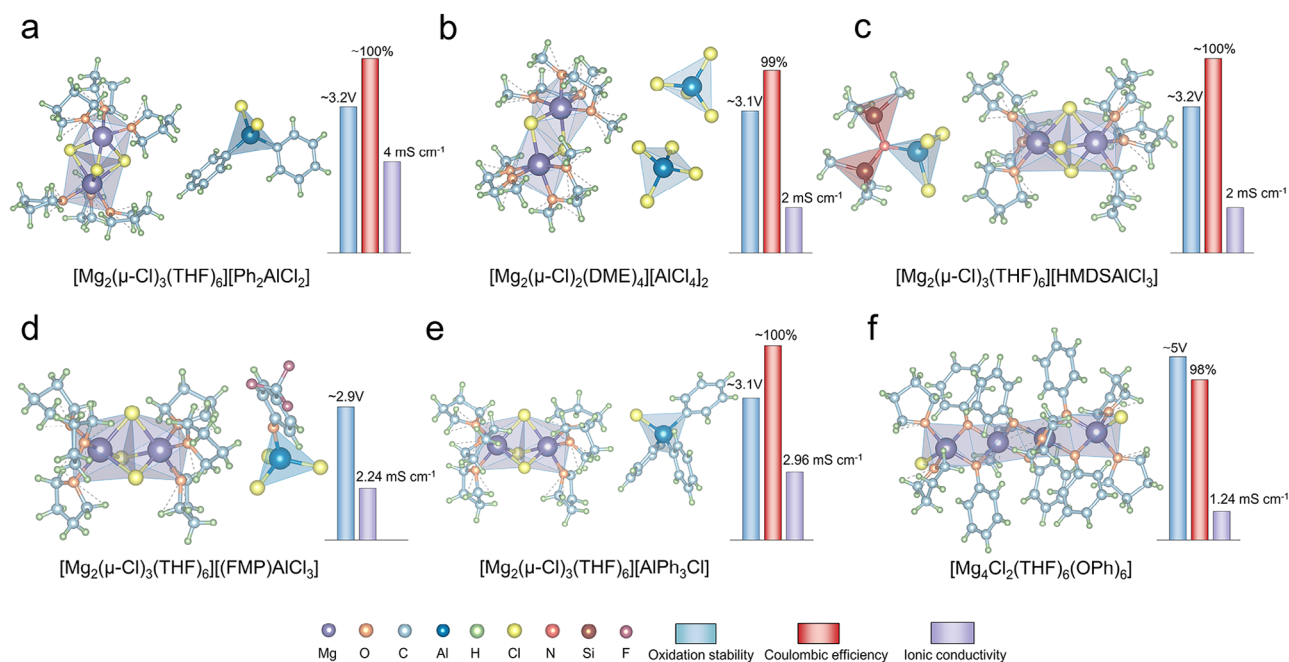 a
~100%
~3.2V
4 mS cm⁻¹
[Mg₂(μ-Cl)₃(THF)₆][Ph₂AlCl₂]
b
99%
~3.1V
2 mS cm⁻¹
[Mg₂(μ-Cl)₂(DME)₄][AlCl₄]₂
c
~100%
~3.2V
2 mS cm⁻¹
[Mg₂(μ-Cl)₃(THF)₆][HMDSAlCl₃]
d
~2.9V
2.24 mS cm⁻¹
[Mg₂(μ-Cl)₃(THF)₆][(FMP)AlCl₃]
e
~100%
~3.1V
2.96 mS cm⁻¹
[Mg₂(μ-Cl)₃(THF)₆][AlPh₃Cl]
f
~5V
98%
1.24 mS cm⁻¹
[Mg₄Cl₂(THF)₆(OPh)₆]
Mg O C Al H Cl N Si F Oxidation stability Coulombic efficiency Ionic conductivity